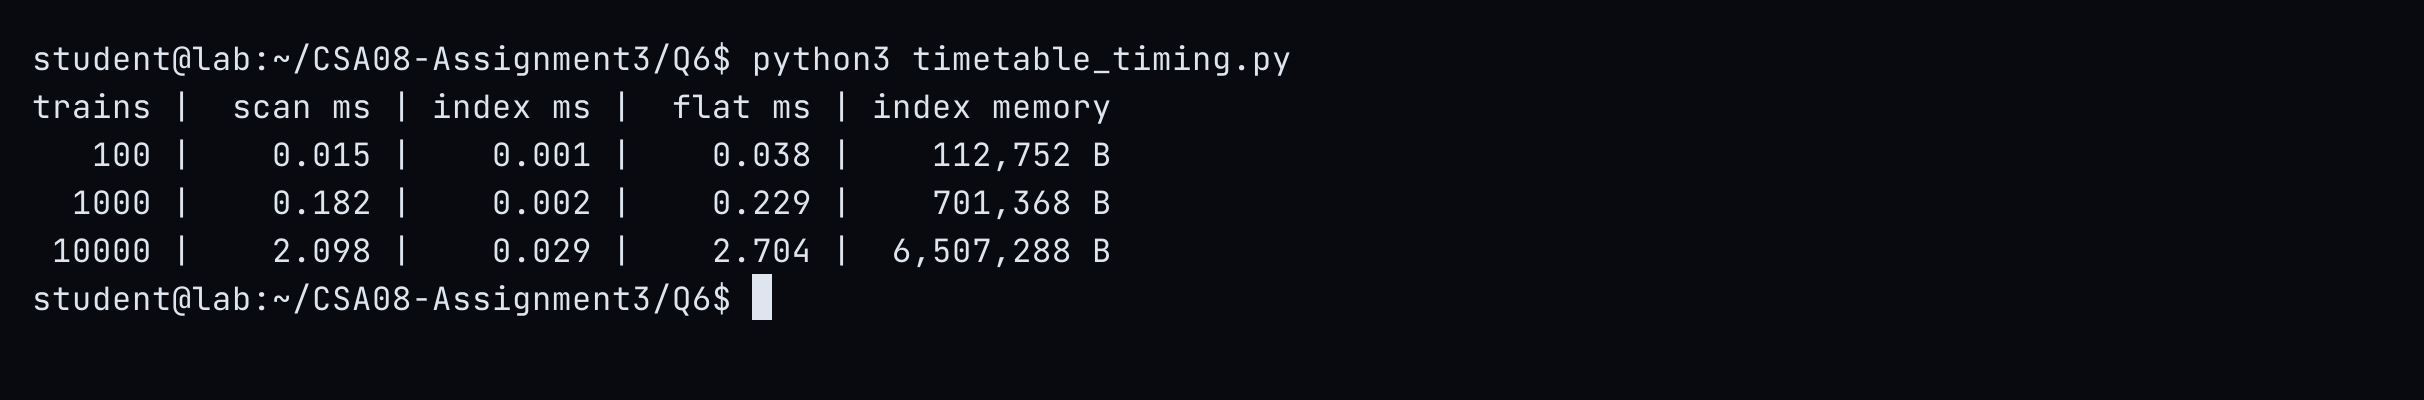 student@lab:~/CSA08-Assignment3/Q6$ python3 timetable_timing.py
trains |  scan ms | index ms |  flat ms | index memory
   100 |    0.015 |    0.001 |    0.038 |    112,752 B
  1000 |    0.182 |    0.002 |    0.229 |    701,368 B
 10000 |    2.098 |    0.029 |    2.704 |  6,507,288 B
student@lab:~/CSA08-Assignment3/Q6$